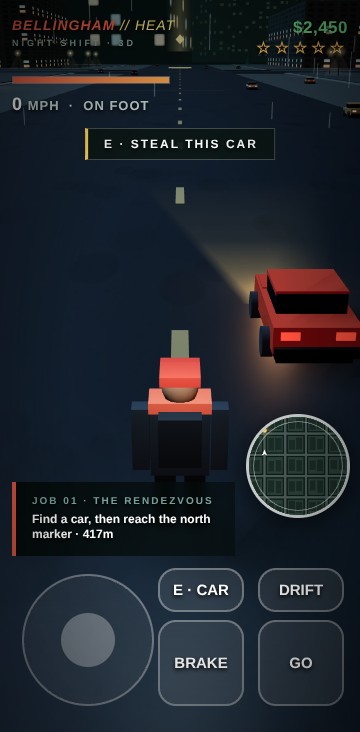 BELLINGHAM // HEAT
NIGHT SHIFT · 3D
$2,450
☆☆☆☆☆
0 MPH · ON FOOT
E · STEAL THIS CAR
JOB 01 · THE RENDEZVOUS
Find a car, then reach the north
marker · 417m
E · CAR
DRIFT
BRAKE
GO